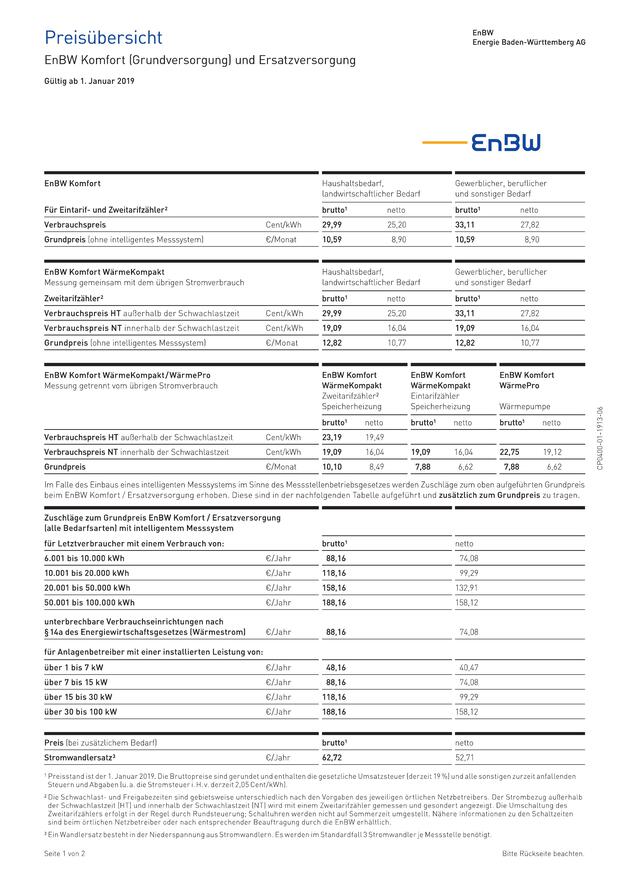 Preisübersicht
EnBW Komfort (Grundversorgung) und Ersatzversorgung
Gültig ab 1. Januar 2019
EnBW
Energie Baden-Württemberg AG
EnBW
EnBW Komfort Haushaltsbedarf, Gewerblicher, beruflicher
landwirtschaftlicher Bedarf und sonstiger Bedarf
Für Eintarif- und Zweitarifzähler² brutto¹ netto brutto¹ netto
Verbrauchspreis Cent/kWh 29,99 25,20 33,11 27,82
Grundpreis (ohne intelligentes Messsystem) €/Monat 10,59 8,90 10,59 8,90
EnBW Komfort WärmeKompakt Haushaltsbedarf, Gewerblicher, beruflicher
Messung gemeinsam mit dem übrigen Stromverbrauch landwirtschaftlicher Bedarf und sonstiger Bedarf
Zweitarifzähler² brutto¹ netto brutto¹ netto
Verbrauchspreis HT außerhalb der Schwachlastzeit Cent/kWh 29,99 25,20 33,11 27,82
Verbrauchspreis NT innerhalb der Schwachlastzeit Cent/kWh 19,09 16,04 19,09 16,04
Grundpreis (ohne intelligentes Messsystem) €/Monat 12,82 10,77 12,82 10,77
EnBW Komfort WärmeKompakt/WärmePro EnBW Komfort EnBW Komfort EnBW Komfort
Messung getrennt vom übrigen Stromverbrauch WärmeKompakt WärmeKompakt WärmePro
Zweitarifzähler² Eintarifzähler
Speicherheizung Speicherheizung Wärmepumpe
brutto¹ netto brutto¹ netto brutto¹ netto
Verbrauchspreis HT außerhalb der Schwachlastzeit Cent/kWh 23,19 19,49
Verbrauchspreis NT innerhalb der Schwachlastzeit Cent/kWh 19,09 16,04 19,09 16,04 22,75 19,12
Grundpreis €/Monat 10,10 8,49 7,88 6,62 7,88 6,62
Im Falle des Einbaus eines intelligenten Messsystems im Sinne des Messstellenbetriebsgesetzes werden Zuschläge zum oben aufgeführten Grundpreis
beim EnBW Komfort / Ersatzversorgung erhoben. Diese sind in der nachfolgenden Tabelle aufgeführt und zusätzlich zum Grundpreis zu tragen.
Zuschläge zum Grundpreis EnBW Komfort / Ersatzversorgung
(alle Bedarfsarten) mit intelligentem Messsystem
für Letztverbraucher mit einem Verbrauch von: brutto¹ netto
6.001 bis 10.000 kWh €/Jahr 88,16 74,08
10.001 bis 20.000 kWh €/Jahr 118,16 99,29
20.001 bis 50.000 kWh €/Jahr 158,16 132,91
50.001 bis 100.000 kWh €/Jahr 188,16 158,12
unterbrechbare Verbrauchseinrichtungen nach
§ 14a des Energiewirtschaftsgesetzes (Wärmestrom) €/Jahr 88,16 74,08
für Anlagenbetreiber mit einer installierten Leistung von:
über 1 bis 7 kW €/Jahr 48,16 40,47
über 7 bis 15 kW €/Jahr 88,16 74,08
über 15 bis 30 kW €/Jahr 118,16 99,29
über 30 bis 100 kW €/Jahr 188,16 158,12
Preis (bei zusätzlichem Bedarf) brutto¹ netto
Stromwandlersatz³ €/Jahr 62,72 52,71
¹ Preisstand ist der 1. Januar 2019. Die Bruttopreise sind gerundet und enthalten die gesetzliche Umsatzsteuer (derzeit 19 %) und alle sonstigen zurzeit anfallenden
Steuern und Abgaben (u. a. die Stromsteuer i. H. v. derzeit 2,05 Cent/kWh).
² Die Schwachlast- und Freigabezeiten sind gebietsweise unterschiedlich nach den Vorgaben des jeweiligen örtlichen Netzbetreibers. Der Strombezug außerhalb
der Schwachlastzeit (HT) und innerhalb der Schwachlastzeit (NT) wird mit einem Zweitarifzähler gemessen und gesondert angezeigt. Die Umschaltung des
Zweitarifzählers erfolgt in der Regel durch Rundsteuerung; Schaltuhren werden nicht auf Sommerzeit umgestellt. Nähere Informationen zu den Schaltzeiten
sind beim örtlichen Netzbetreiber oder nach entsprechender Beauftragung durch die EnBW erhältlich.
³ Ein Wandlersatz besteht in der Niederspannung aus Stromwandlern. Es werden im Standardfall 3 Stromwandler je Messstelle benötigt.
Seite 1 von 2 Bitte Rückseite beachten.
CP0400-01-1913-06